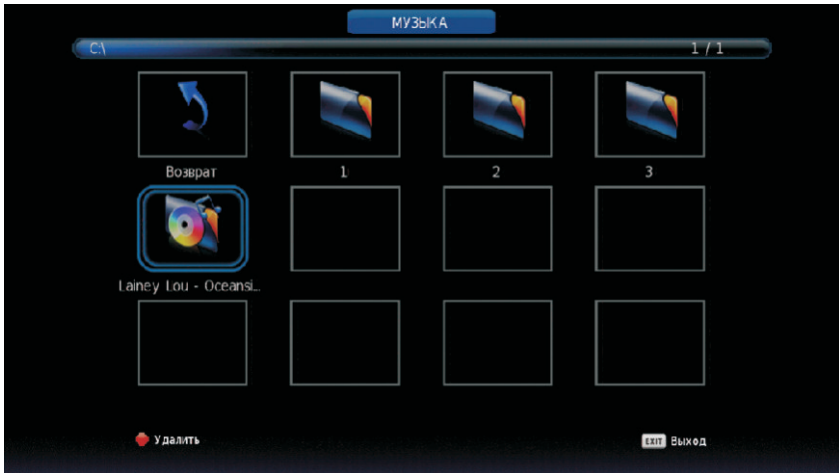 МУЗЫКА
C:\ 1 / 1
Возврат 1 2 3
Lainey Lou - Oceansi...
Удалить EXIT Выход